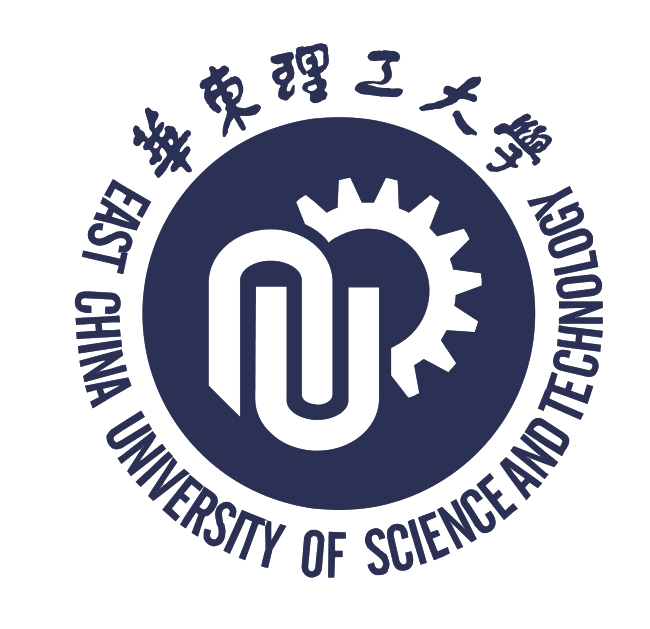 華東理工大學
EAST CHINA UNIVERSITY OF SCIENCE AND TECHNOLOGY